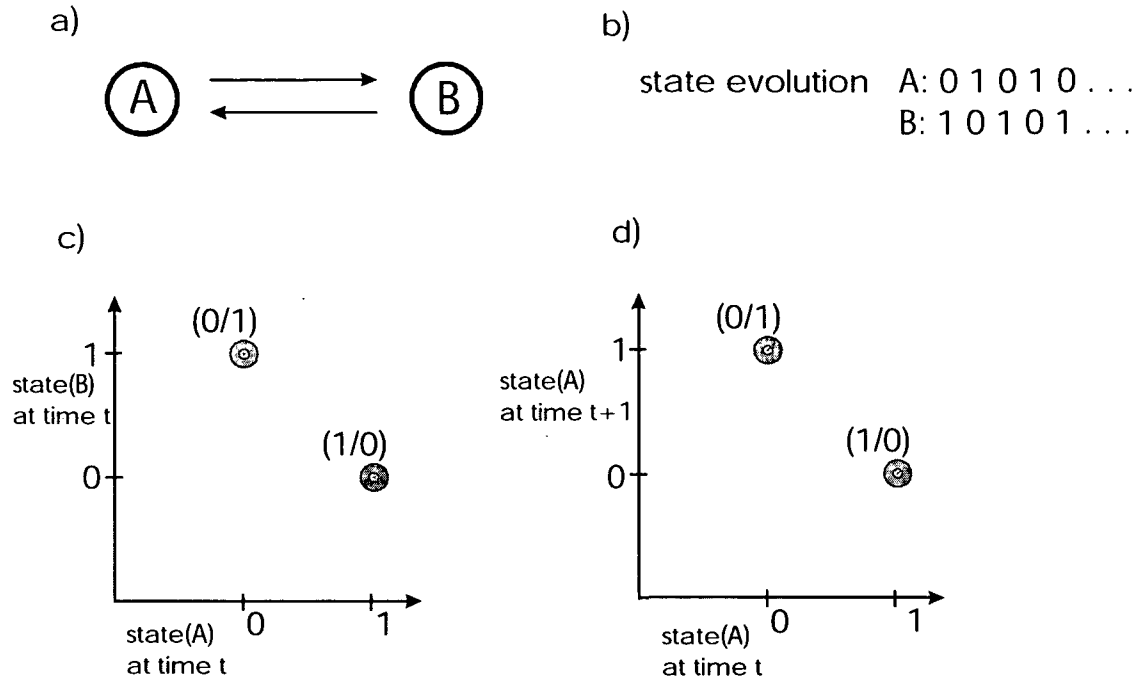 a)
A B
b)
state evolution A: 0 1 0 1 0 . . .
B: 1 0 1 0 1 . . .
c)
(0/1)
1
state(B)
at time t
(1/0)
0
0 1
state(A)
at time t
d)
(0/1)
1
state(A)
at time t+1
(1/0)
0
0 1
state(A)
at time t